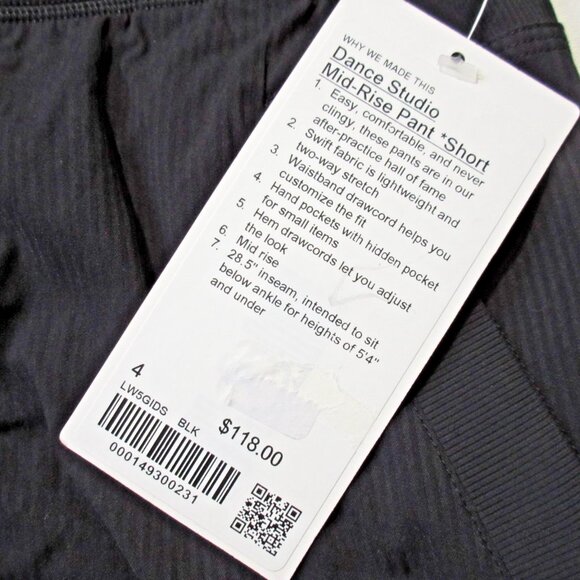 WHY WE MADE THIS
Dance Studio
Mid-Rise Pant *Short
1. Easy, comfortable, and never
clingy, these pants are in our
after-practice hall of fame
2. Swift fabric is lightweight and
two-way stretch
3. Waistband drawcord helps you
customize the fit
4. Hand pockets with hidden pocket
for small items
5. Hem drawcords let you adjust
the look
6. Mid rise
7. 28.5" inseam, intended to sit
below ankle for heights of 5'4"
and under
4
LW5GIDS BLK
$118.00
000149300231